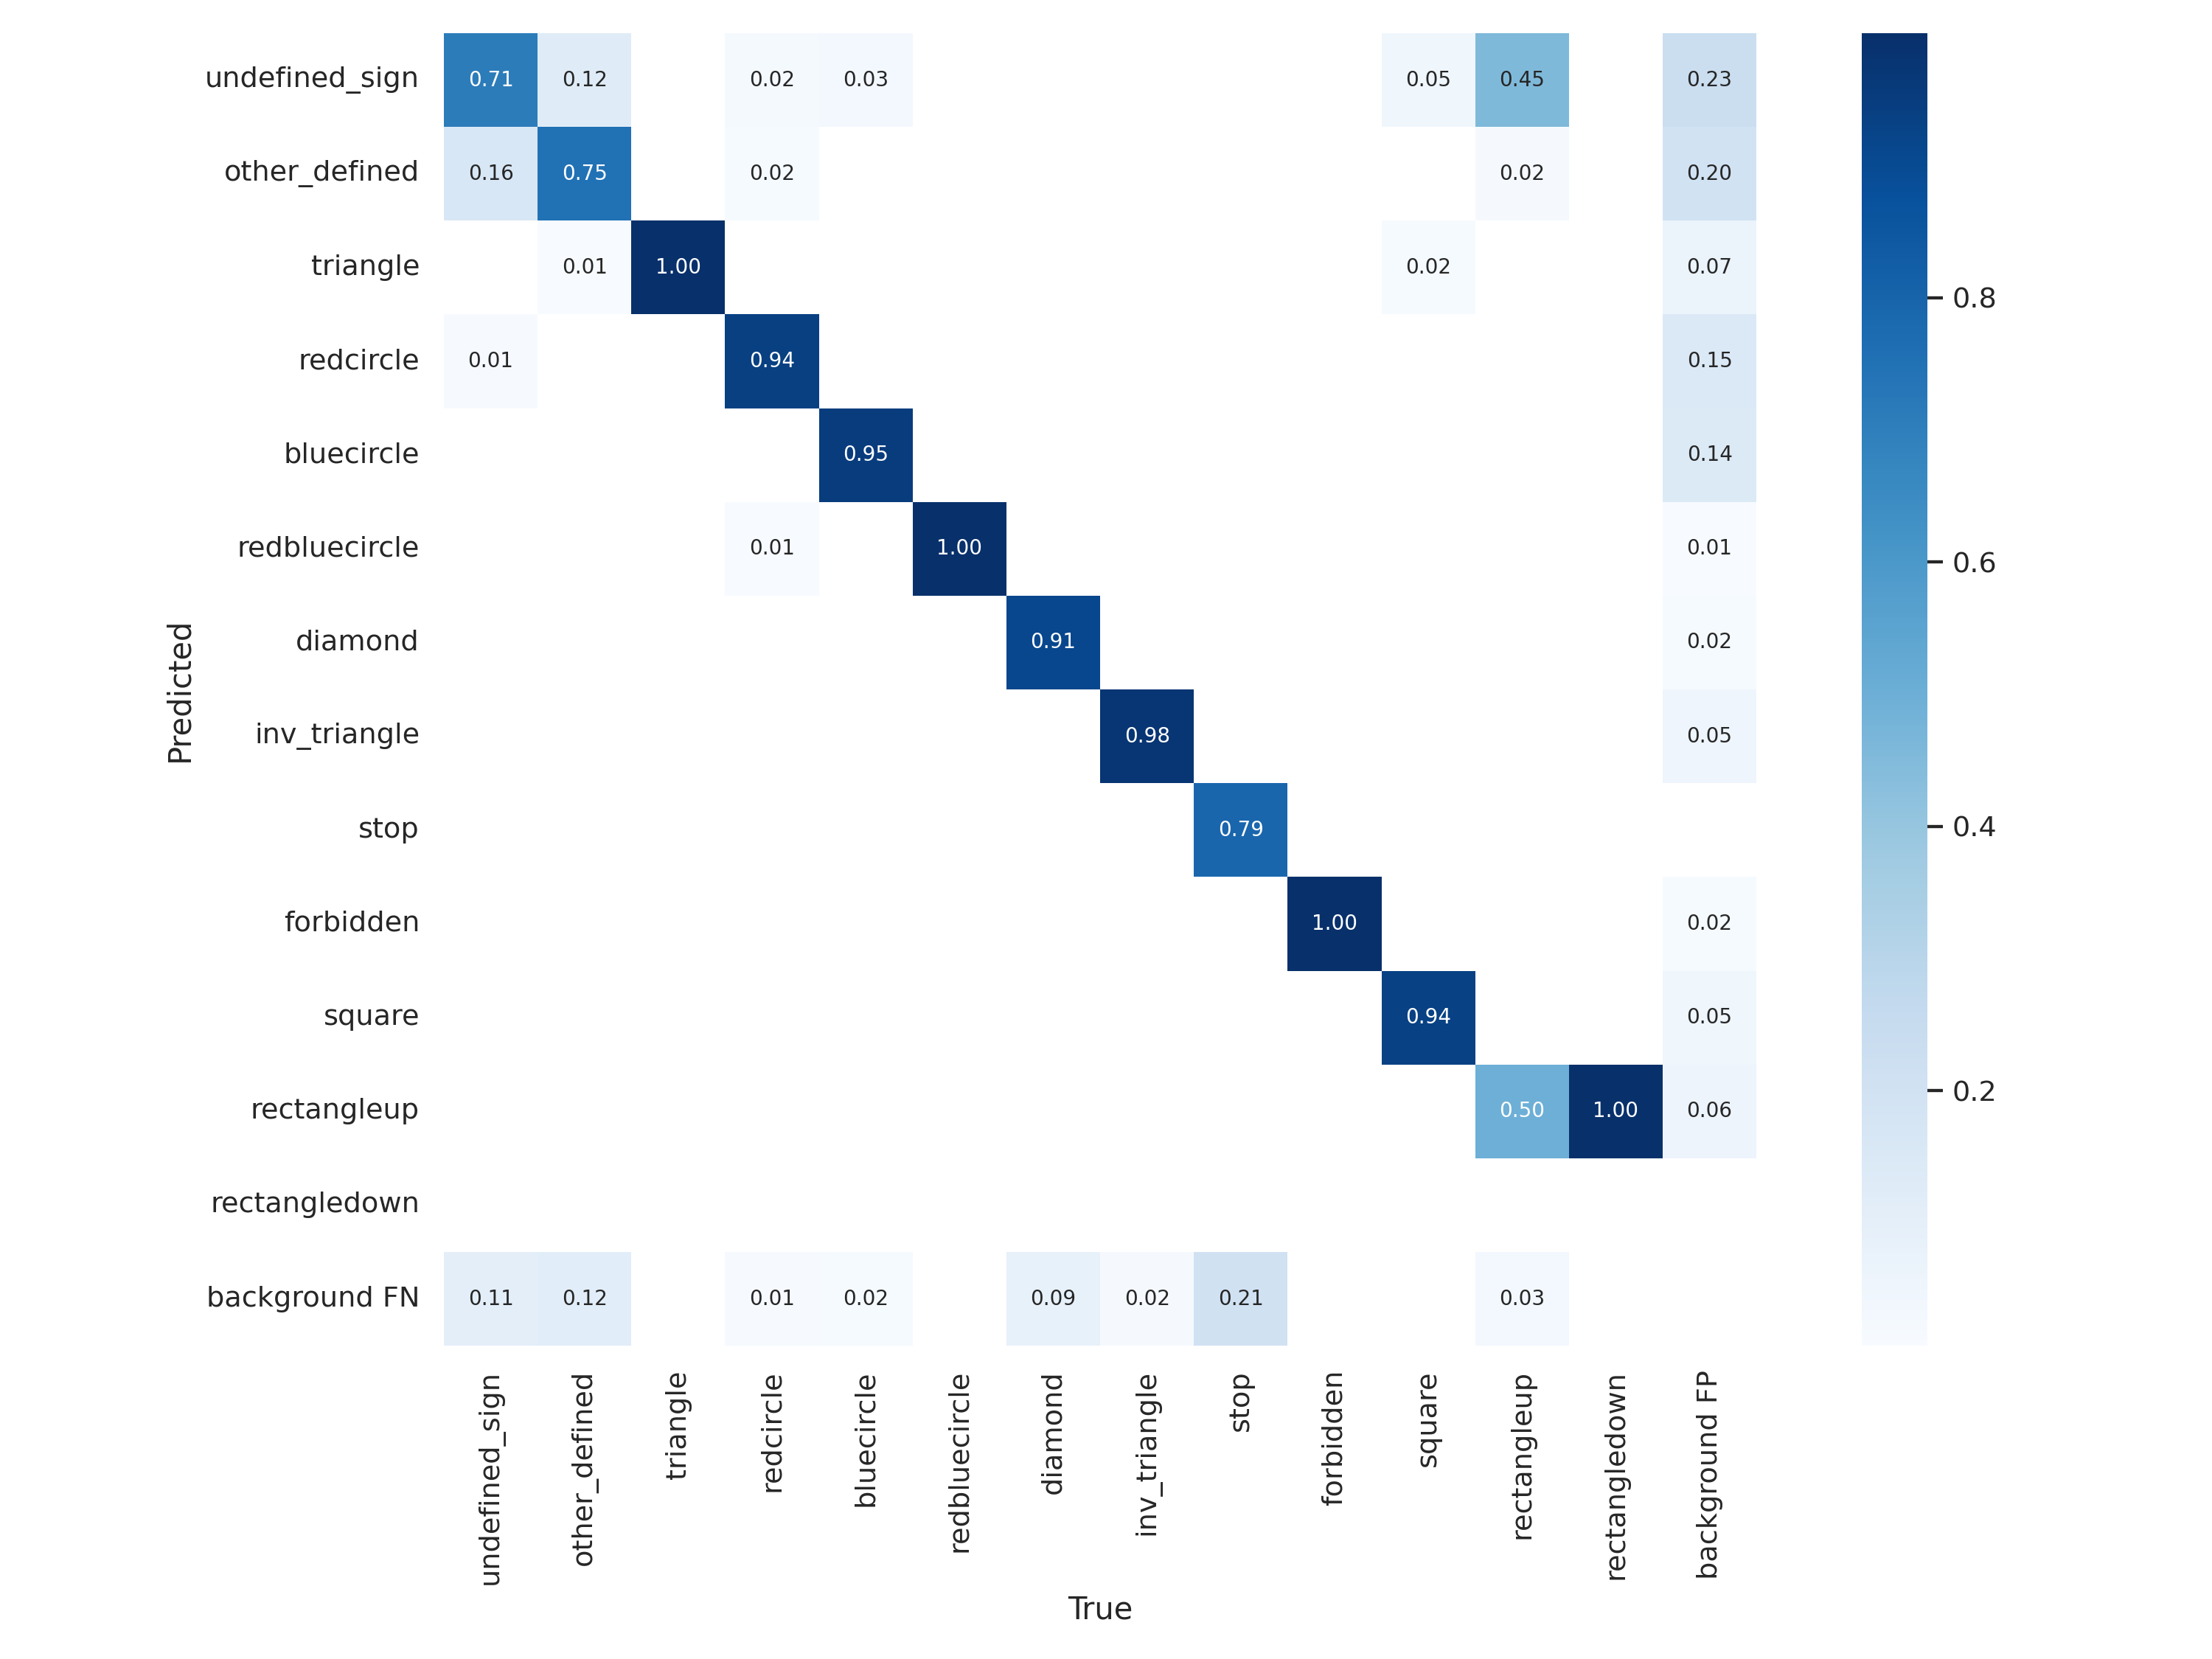 undefined_sign 0.71 0.12 0.02 0.03 0.05 0.45 0.23
other_defined 0.16 0.75 0.02 0.02 0.20
triangle 0.01 1.00 0.02 0.07
redcircle 0.01 0.94 0.15
bluecircle 0.95 0.14
redbluecircle 0.01 1.00 0.01
diamond 0.91 0.02
inv_triangle 0.98 0.05
stop 0.79
forbidden 1.00 0.02
square 0.94 0.05
rectangleup 0.50 1.00 0.06
rectangledown
background FN 0.11 0.12 0.01 0.02 0.09 0.02 0.21 0.03
Predicted
undefined_sign
other_defined
triangle
redcircle
bluecircle
redbluecircle
diamond
inv_triangle
stop
forbidden
square
rectangleup
rectangledown
background FP
True
0.8
0.6
0.4
0.2